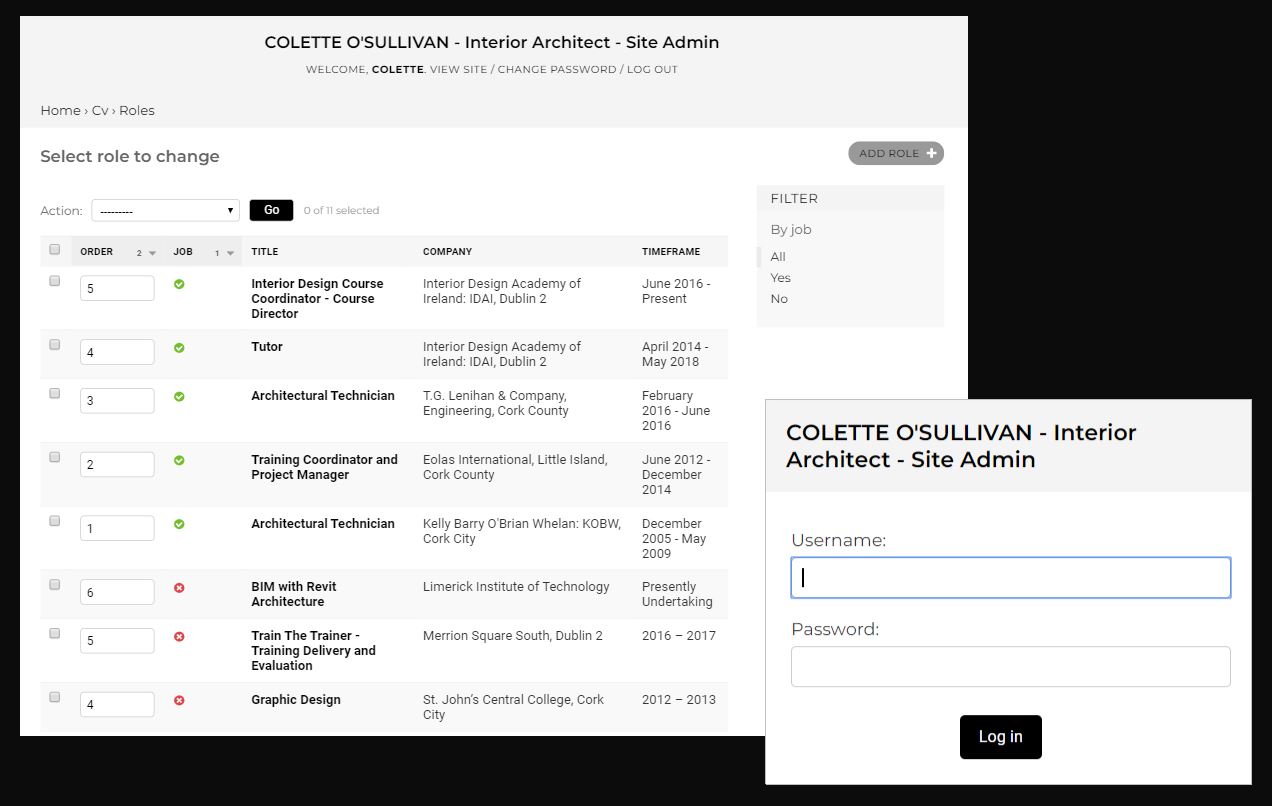 COLETTE O'SULLIVAN - Interior Architect - Site Admin
WELCOME, COLETTE. VIEW SITE / CHANGE PASSWORD / LOG OUT
Home › Cv › Roles
Select role to change
ADD ROLE
Action:
---------
Go
0 of 11 selected
ORDER 2 JOB 1 TITLE COMPANY TIMEFRAME
5
Interior Design Course
Coordinator - Course
Director
Interior Design Academy of
Ireland: IDAI, Dublin 2
June 2016 -
Present
4
Tutor
Interior Design Academy of
Ireland: IDAI, Dublin 2
April 2014 -
May 2018
3
Architectural Technician
T.G. Lenihan & Company,
Engineering, Cork County
February
2016 - June
2016
2
Training Coordinator and
Project Manager
Eolas International, Little Island,
Cork County
June 2012 -
December
2014
1
Architectural Technician
Kelly Barry O'Brian Whelan: KOBW,
Cork City
December
2005 - May
2009
6
BIM with Revit
Architecture
Limerick Institute of Technology
Presently
Undertaking
5
Train The Trainer -
Training Delivery and
Evaluation
Merrion Square South, Dublin 2
2016 – 2017
4
Graphic Design
St. John’s Central College, Cork
City
2012 – 2013
FILTER
By job
All
Yes
No
COLETTE O'SULLIVAN - Interior
Architect - Site Admin
Username:
Password:
Log in